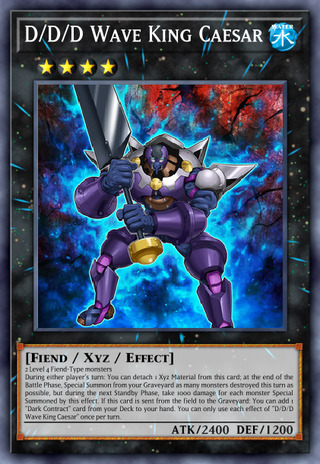 D/D/D Wave King Caesar
WATER
水
[Fiend / Xyz / Effect]
2 Level 4 Fiend-Type monsters
During either player's turn: You can detach 1 Xyz Material from this card; at the end of the
Battle Phase, Special Summon from your Graveyard as many monsters destroyed this turn as
possible, but during the next Standby Phase, take 1000 damage for each monster Special
Summoned by this effect. If this card is sent from the field to the Graveyard: You can add 1
"Dark Contract" card from your Deck to your hand. You can only use each effect of "D/D/D
Wave King Caesar" once per turn.
ATK/2400 DEF/1200